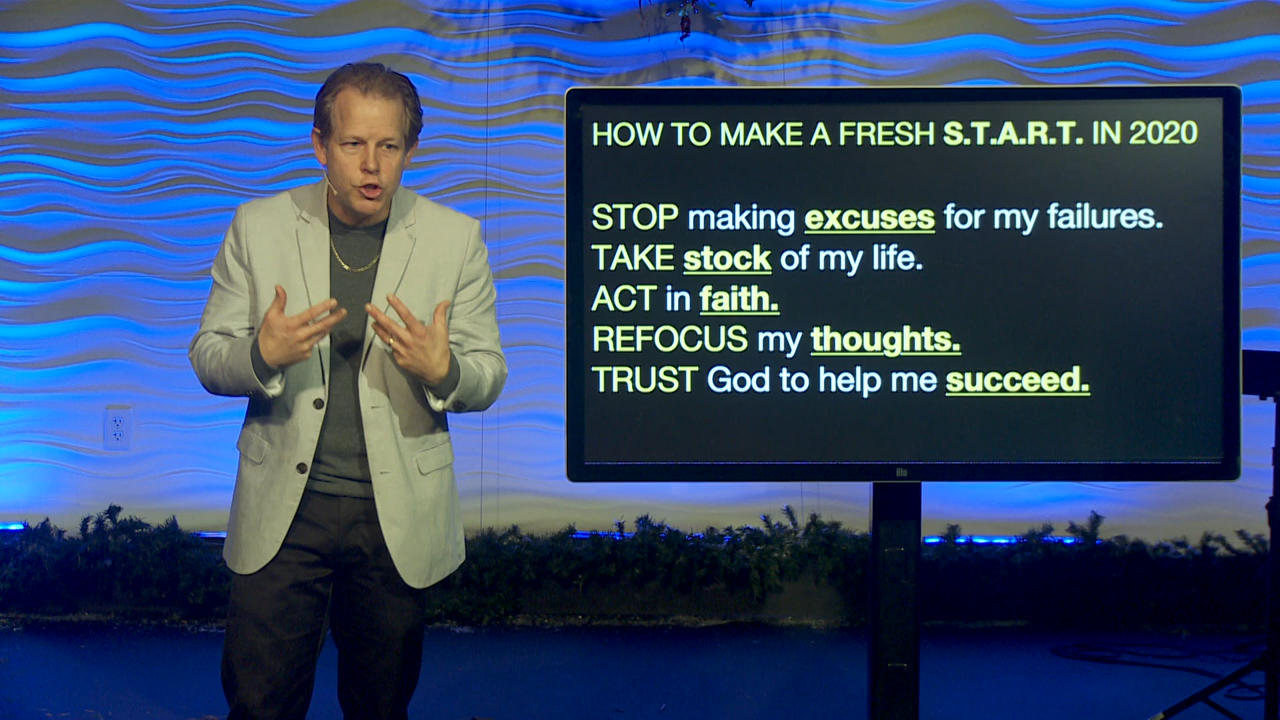 HOW TO MAKE A FRESH S.T.A.R.T. IN 2020
STOP making excuses for my failures.
TAKE stock of my life.
ACT in faith.
REFOCUS my thoughts.
TRUST God to help me succeed.
elo